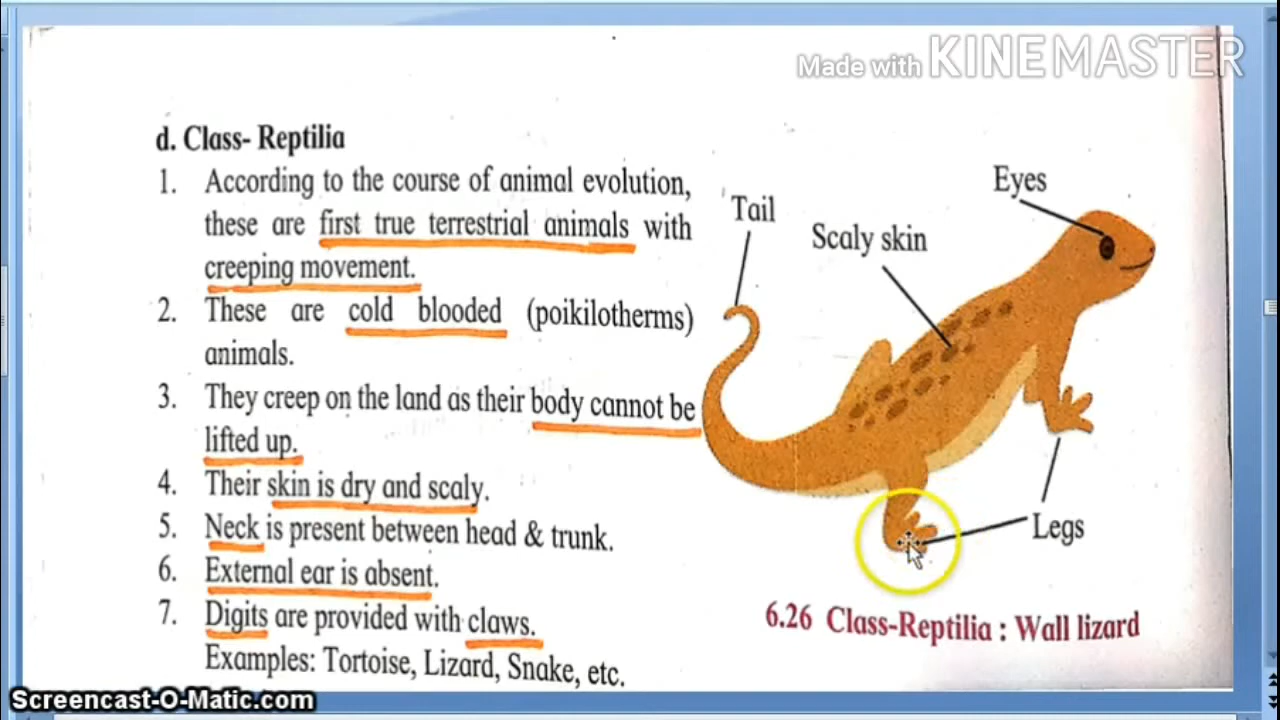 Made with KINEMASTER
d. Class- Reptilia
1. According to the course of animal evolution,
these are first true terrestrial animals with
creeping movement.
2. These are cold blooded (poikilotherms)
animals.
3. They creep on the land as their body cannot be
lifted up.
4. Their skin is dry and scaly.
5. Neck is present between head & trunk.
6. External ear is absent.
7. Digits are provided with claws.
Examples: Tortoise, Lizard, Snake, etc.
Eyes
Tail
Scaly skin
Legs
6.26 Class-Reptilia : Wall lizard
Screencast-O-Matic.com